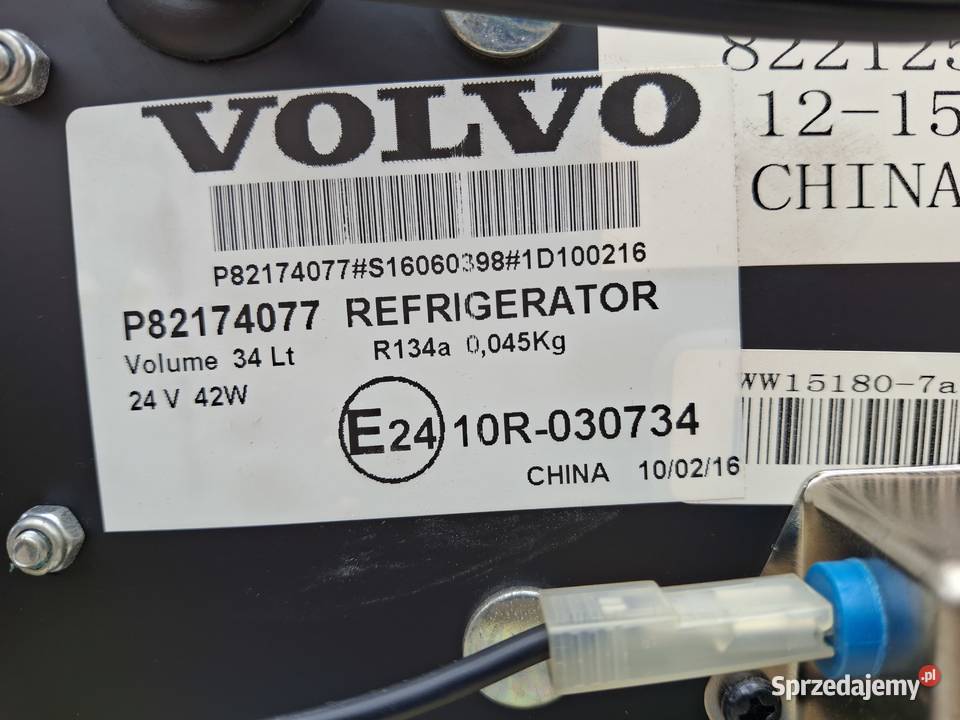 VOLVO
P82174077#S16060398#1D100216
P82174077 REFRIGERATOR
Volume 34 Lt R134a 0,045Kg
24 V 42W
E24 10R-030734
CHINA 10/02/16
822125
12-15
CHINA
WW15180-7a
Sprzedajemy.pl